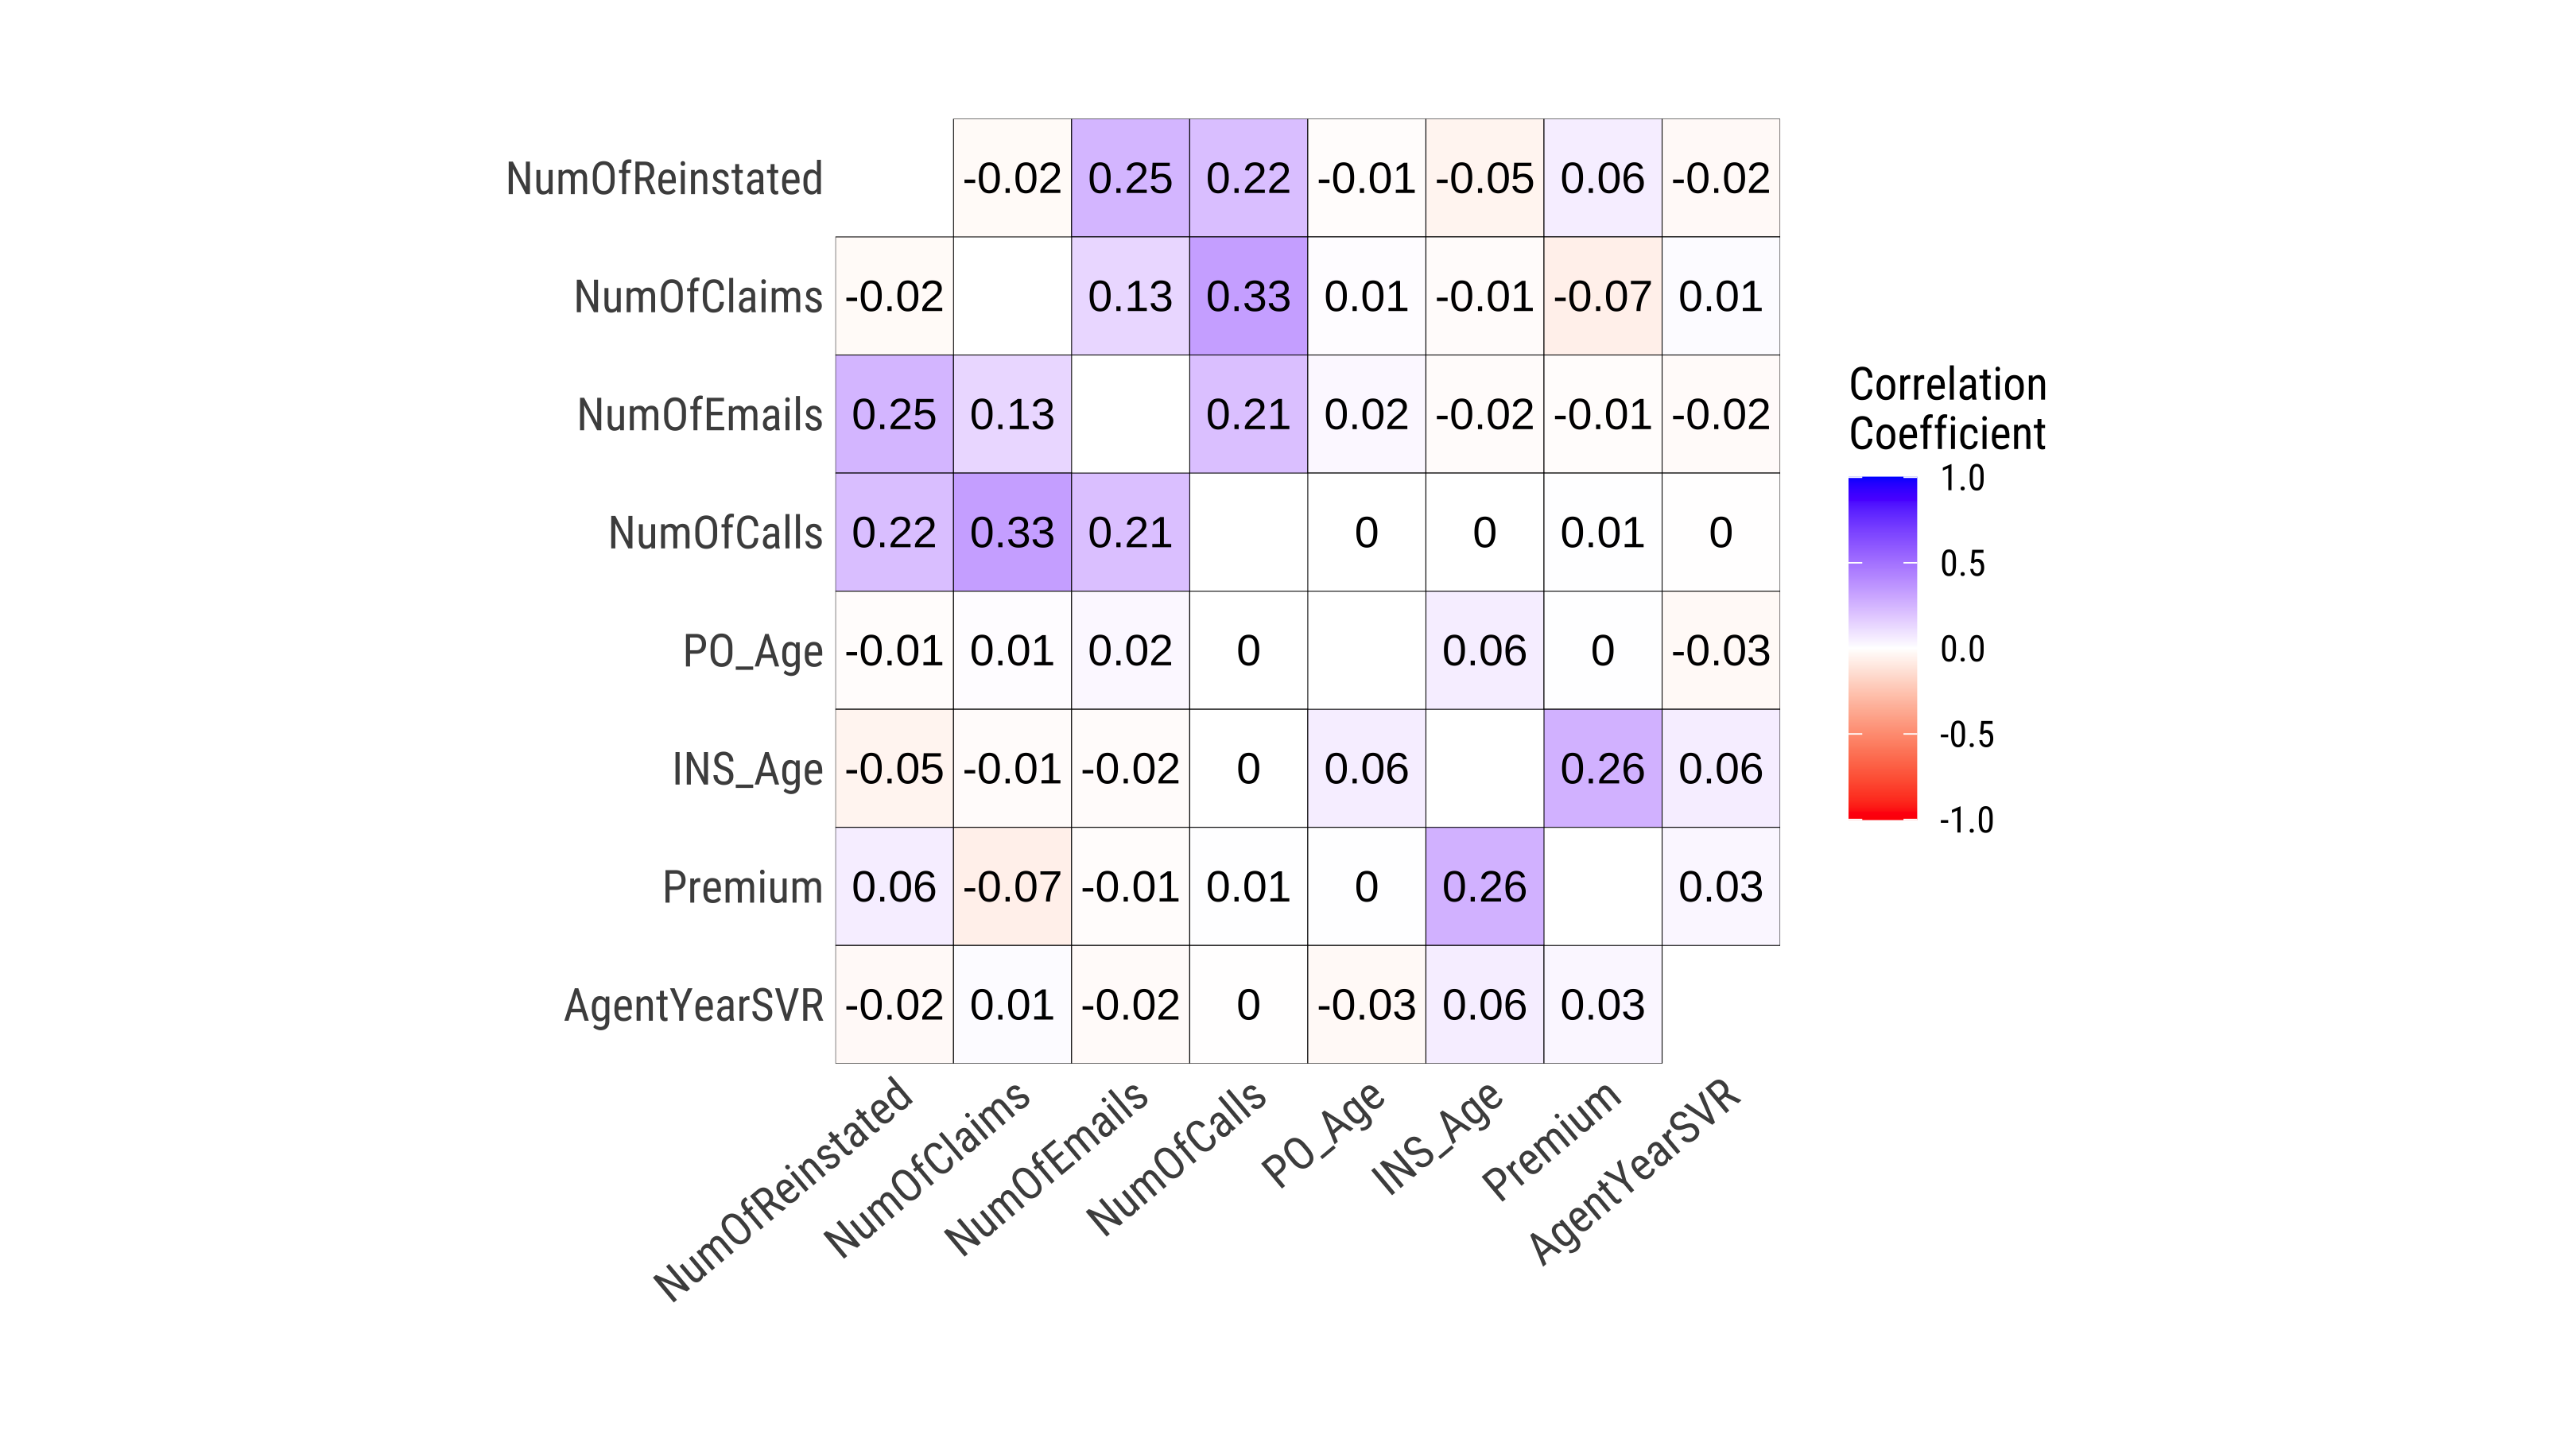 NumOfReinstated -0.02 0.25 0.22 -0.01 -0.05 0.06 -0.02
NumOfClaims -0.02 0.13 0.33 0.01 -0.01 -0.07 0.01
NumOfEmails 0.25 0.13 0.21 0.02 -0.02 -0.01 -0.02
NumOfCalls 0.22 0.33 0.21 0 0 0.01 0
PO_Age -0.01 0.01 0.02 0 0.06 0 -0.03
INS_Age -0.05 -0.01 -0.02 0 0.06 0.26 0.06
Premium 0.06 -0.07 -0.01 0.01 0 0.26 0.03
AgentYearSVR -0.02 0.01 -0.02 0 -0.03 0.06 0.03
NumOfReinstated NumOfClaims NumOfEmails NumOfCalls PO_Age INS_Age Premium AgentYearSVR
Correlation
Coefficient
1.0
0.5
0.0
-0.5
-1.0